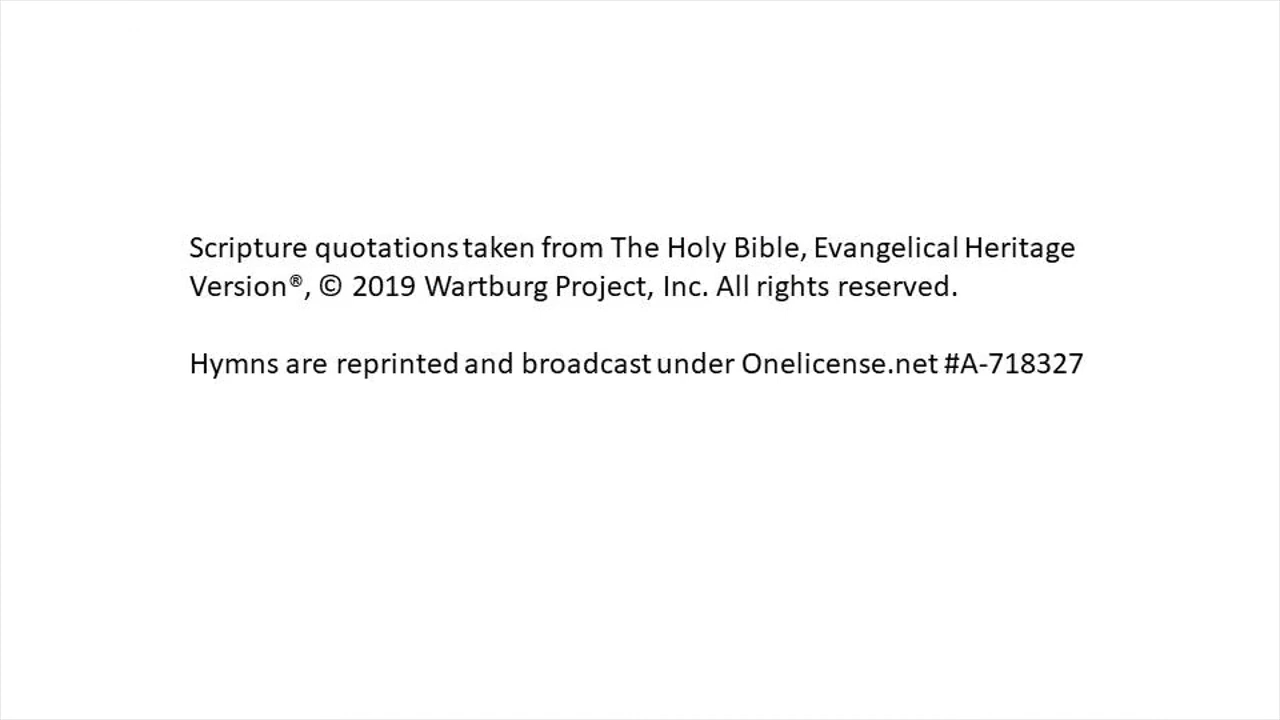 Scripture quotations taken from The Holy Bible, Evangelical Heritage
Version®, © 2019 Wartburg Project, Inc. All rights reserved.
Hymns are reprinted and broadcast under Onelicense.net #A-718327